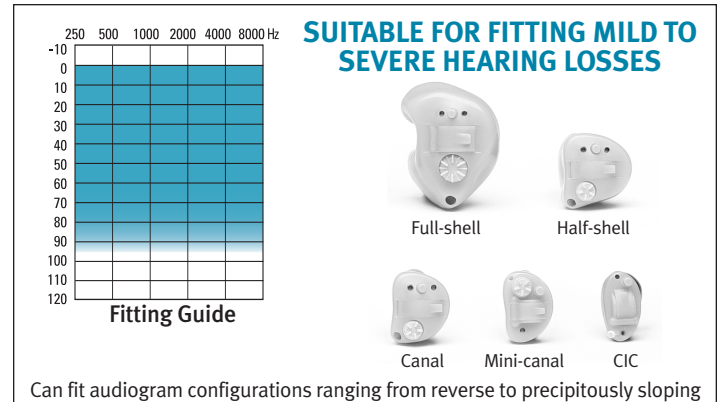 250 500 1000 2000 4000 8000 Hz
-10
0
10
20
30
40
50
60
70
80
90
100
110
120
Fitting Guide
SUITABLE FOR FITTING MILD TO
SEVERE HEARING LOSSES
Full-shell Half-shell
Canal Mini-canal CIC
Can fit audiogram configurations ranging from reverse to precipitously sloping